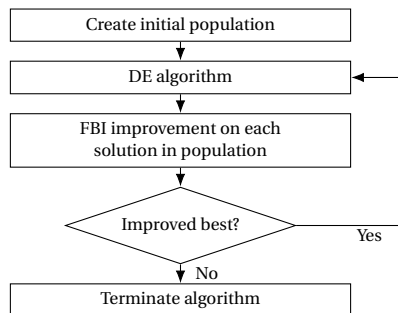 Create initial population
DE algorithm
FBI improvement on each
solution in population
Improved best?
Yes
No
Terminate algorithm